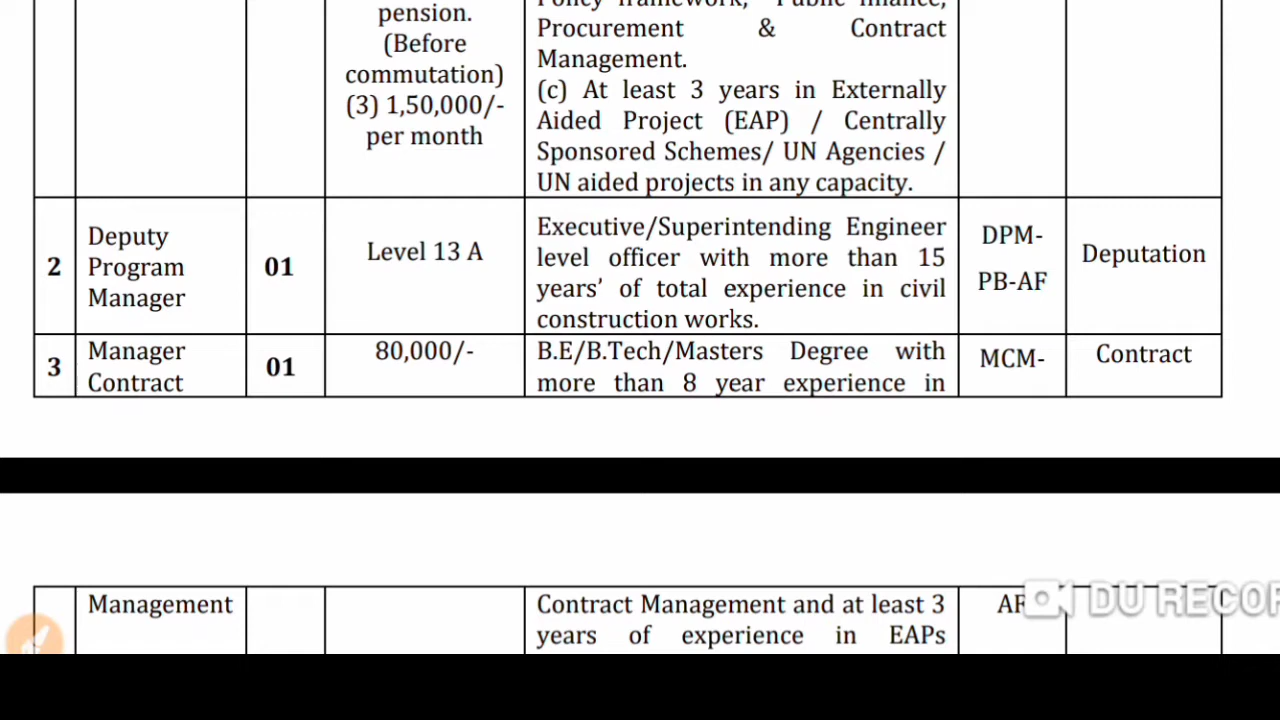 pension.
(Before
commutation)
(3) 1,50,000/-
per month
Procurement & Contract
Management.
(c) At least 3 years in Externally
Aided Project (EAP) / Centrally
Sponsored Schemes/ UN Agencies /
UN aided projects in any capacity.
2
Deputy
Program
Manager
01
Level 13 A
Executive/Superintending Engineer
level officer with more than 15
years’ of total experience in civil
construction works.
DPM-
PB-AF
Deputation
3
Manager
Contract
01
80,000/-
B.E/B.Tech/Masters Degree with
more than 8 year experience in
MCM-
Contract
Management
Contract Management and at least 3
years of experience in EAPs
AF
DU RECOR